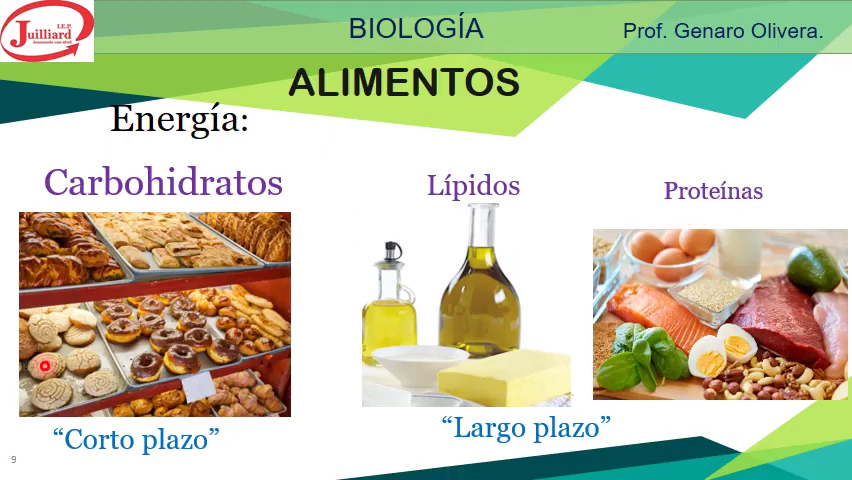 I.E.P.
Juilliard
BIOLOGÍA
Prof. Genaro Olivera.
ALIMENTOS
Energía:
Carbohidratos
Lípidos
Proteínas
“Corto plazo”
“Largo plazo”
9